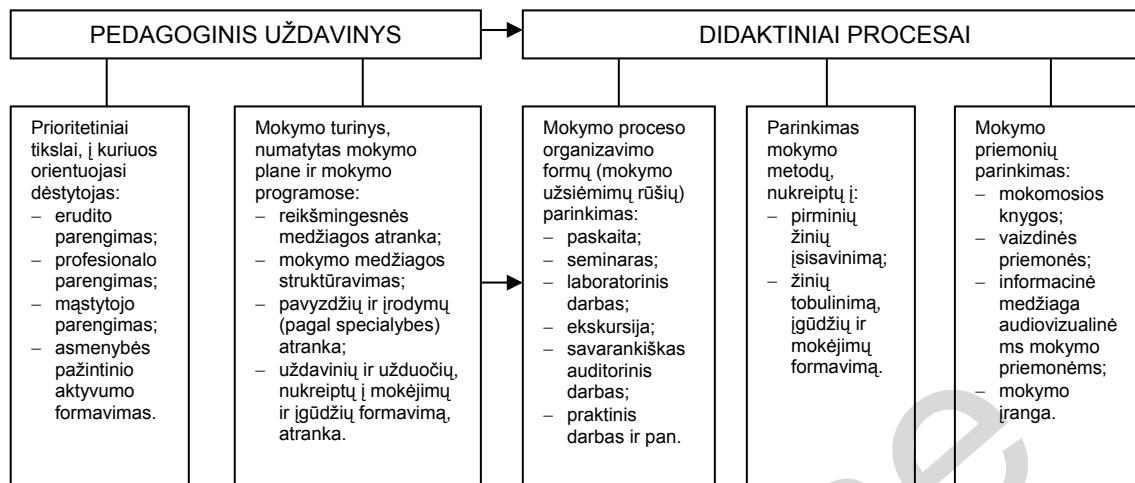 PEDAGOGINIS UŽDAVINYS
DIDAKTINIAI PROCESAI
Prioritetiniai
tikslai, į kuriuos
orientuojasi
dėstytojas:
– erudito
parengimas;
– profesionalo
parengimas;
– mąstytojo
parengimas;
– asmenybės
pažintinio
aktyvumo
formavimas.
Mokymo turinys,
numatytas mokymo
plane ir mokymo
programose:
– reikšmingesnės
medžiagos atranka;
– mokymo medžiagos
struktūravimas;
– pavyzdžių ir įrodymų
(pagal specialybes)
atranka;
– uždavinių ir užduočių,
nukreiptų į mokėjimų
ir įgūdžių formavimą,
atranka.
Mokymo proceso
organizavimo
formų (mokymo
užsiėmimų rūšių)
parinkimas:
– paskaita;
– seminaras;
– laboratorinis
darbas;
– ekskursija;
– savarankiškas
auditorinis
darbas;
– praktinis
darbas ir pan.
Parinkimas
mokymo
metodų,
nukreiptų į:
– pirminių
žinių
įsisavinimą;
– žinių
tobulinimą,
įgūdžių ir
mokėjimų
formavimą.
Mokymo
priemonių
parinkimas:
– mokomosios
knygos;
– vaizdinės
priemonės;
– informacinė
medžiaga
audiovizualinė
ms mokymo
priemonėms;
– mokymo
įranga.